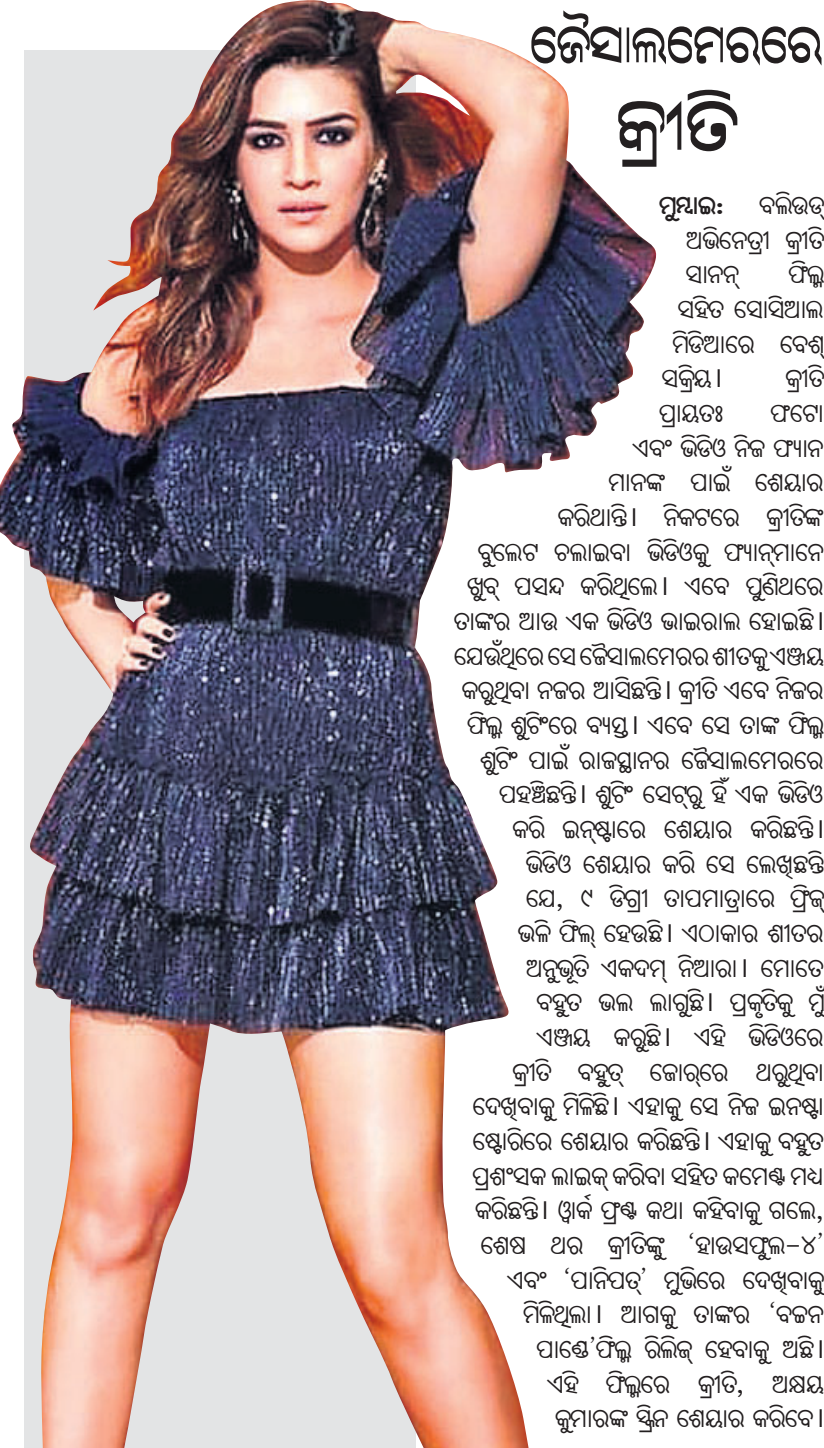 ଜୈସାଲମେରରେ
କ୍ରୀତି
ମୁମ୍ବାଇ: ବଲିଉଡ୍
ଅଭିନେତ୍ରୀ କ୍ରୀତି
ସାନନ୍ ଫିଲ୍ମ
ସହିତ ସୋସିଆଲ
ମିଡିଆରେ ବେଶ୍
ସକ୍ରିୟ। କ୍ରୀତି
ପ୍ରାୟତଃ ଫଟୋ
ଏବଂ ଭିଡିଓ ନିଜ ଫ୍ୟାନ
ମାନଙ୍କ ପାଇଁ ଶେୟାର
କରିଥାନ୍ତି। ନିକଟରେ କ୍ରୀତିଙ୍କ
ବୁଲେଟ ଚଲାଇବା ଭିଡିଓକୁ ଫ୍ୟାନ୍‌ମାନେ
ଖୁବ୍ ପସନ୍ଦ କରିଥିଲେ। ଏବେ ପୁଣିଥରେ
ତାଙ୍କର ଆଉ ଏକ ଭିଡିଓ ଭାଇରାଲ ହୋଇଛି।
ଯେଉଁଥିରେ ସେ ଜୈସାଲମେରର ଶୀତକୁ ଏଞ୍ଜୟ
କରୁଥିବା ନଜର ଆସିଛନ୍ତି। କ୍ରୀତି ଏବେ ନିଜର
ଫିଲ୍ମ ଶୁଟିଂରେ ବ୍ୟସ୍ତ। ଏବେ ସେ ତାଙ୍କ ଫିଲ୍ମ
ଶୁଟିଂ ପାଇଁ ରାଜସ୍ଥାନର ଜୈସାଲମେରରେ
ପହଞ୍ଚିଛନ୍ତି। ଶୁଟିଂ ସେଟ୍‌ରୁ ହିଁ ଏକ ଭିଡିଓ
କରି ଇନ୍‌ଷ୍ଟାରେ ଶେୟାର କରିଛନ୍ତି।
ଭିଡିଓ ଶେୟାର କରି ସେ ଲେଖିଛନ୍ତି
ଯେ, ୯ ଡିଗ୍ରୀ ତାପମାତ୍ରାରେ ଫ୍ରିଜ୍
ଭଳି ଫିଲ୍ ହେଉଛି। ଏଠାକାର ଶୀତର
ଅନୁଭୂତି ଏକଦମ୍ ନିଆରା। ମୋତେ
ବହୁତ ଭଲ ଲାଗୁଛି। ପ୍ରକୃତିକୁ ମୁଁ
ଏଞ୍ଜୟ କରୁଛି। ଏହି ଭିଡିଓରେ
କ୍ରୀତି ବହୁତ୍ ଜୋର୍‌ରେ ଥରୁଥିବା
ଦେଖିବାକୁ ମିଳିଛି। ଏହାକୁ ସେ ନିଜ ଇନଷ୍ଟା
ଷ୍ଟୋରିରେ ଶେୟାର କରିଛନ୍ତି। ଏହାକୁ ବହୁତ
ପ୍ରଶଂସକ ଲାଇକ୍ କରିବା ସହିତ କମେଣ୍ଟ ମଧ୍ୟ
କରିଛନ୍ତି। ୱାର୍କ ଫ୍ରଣ୍ଟ କଥା କହିବାକୁ ଗଲେ,
ଶେଷ ଥର କ୍ରୀତିଙ୍କୁ ‘ହାଉସଫୁଲ–୪’
ଏବଂ ‘ପାନିପତ୍’ ମୁଭିରେ ଦେଖିବାକୁ
ମିଳିଥିଲା। ଆଗକୁ ତାଙ୍କର ‘ବଚ୍ଚନ
ପାଣ୍ଡେ’ଫିଲ୍ମ ରିଲିଜ୍ ହେବାକୁ ଅଛି।
ଏହି ଫିଲ୍ମରେ କ୍ରୀତି, ଅକ୍ଷୟ
କୁମାରଙ୍କ ସ୍କ୍ରିନ ଶେୟାର କରିବେ।